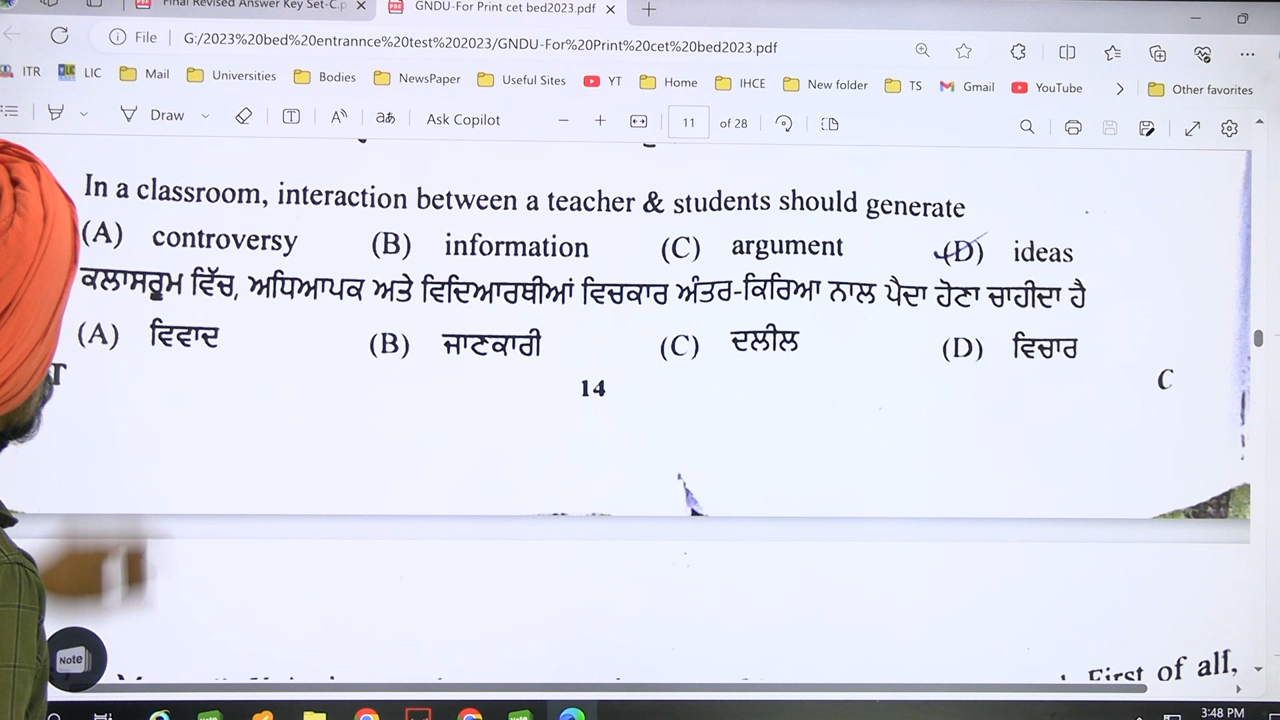 Final Revised Answer Key Set-C.p
GNDU-For Print cet bed2023.pdf
File G:/2023%20bed%20entrannce%20test%202023/GNDU-For%20Print%20cet%20bed2023.pdf
ITR LIC Mail Universities Bodies NewsPaper Useful Sites YT Home IHCE New folder TS Gmail YouTube Other favorites
Draw Ask Copilot 11 of 28
In a classroom, interaction between a teacher & students should generate
(A) controversy (B) information (C) argument (D) ideas
ਕਲਾਸਰੂਮ ਵਿੱਚ, ਅਧਿਆਪਕ ਅਤੇ ਵਿਦਿਆਰਥੀਆਂ ਵਿਚਕਾਰ ਅੰਤਰ-ਕਿਰਿਆ ਨਾਲ ਪੈਦਾ ਹੋਣਾ ਚਾਹੀਦਾ ਹੈ
(A) ਵਿਵਾਦ (B) ਜਾਣਕਾਰੀ (C) ਦਲੀਲ (D) ਵਿਚਾਰ
14
C
Note
First of all,
3:48 PM